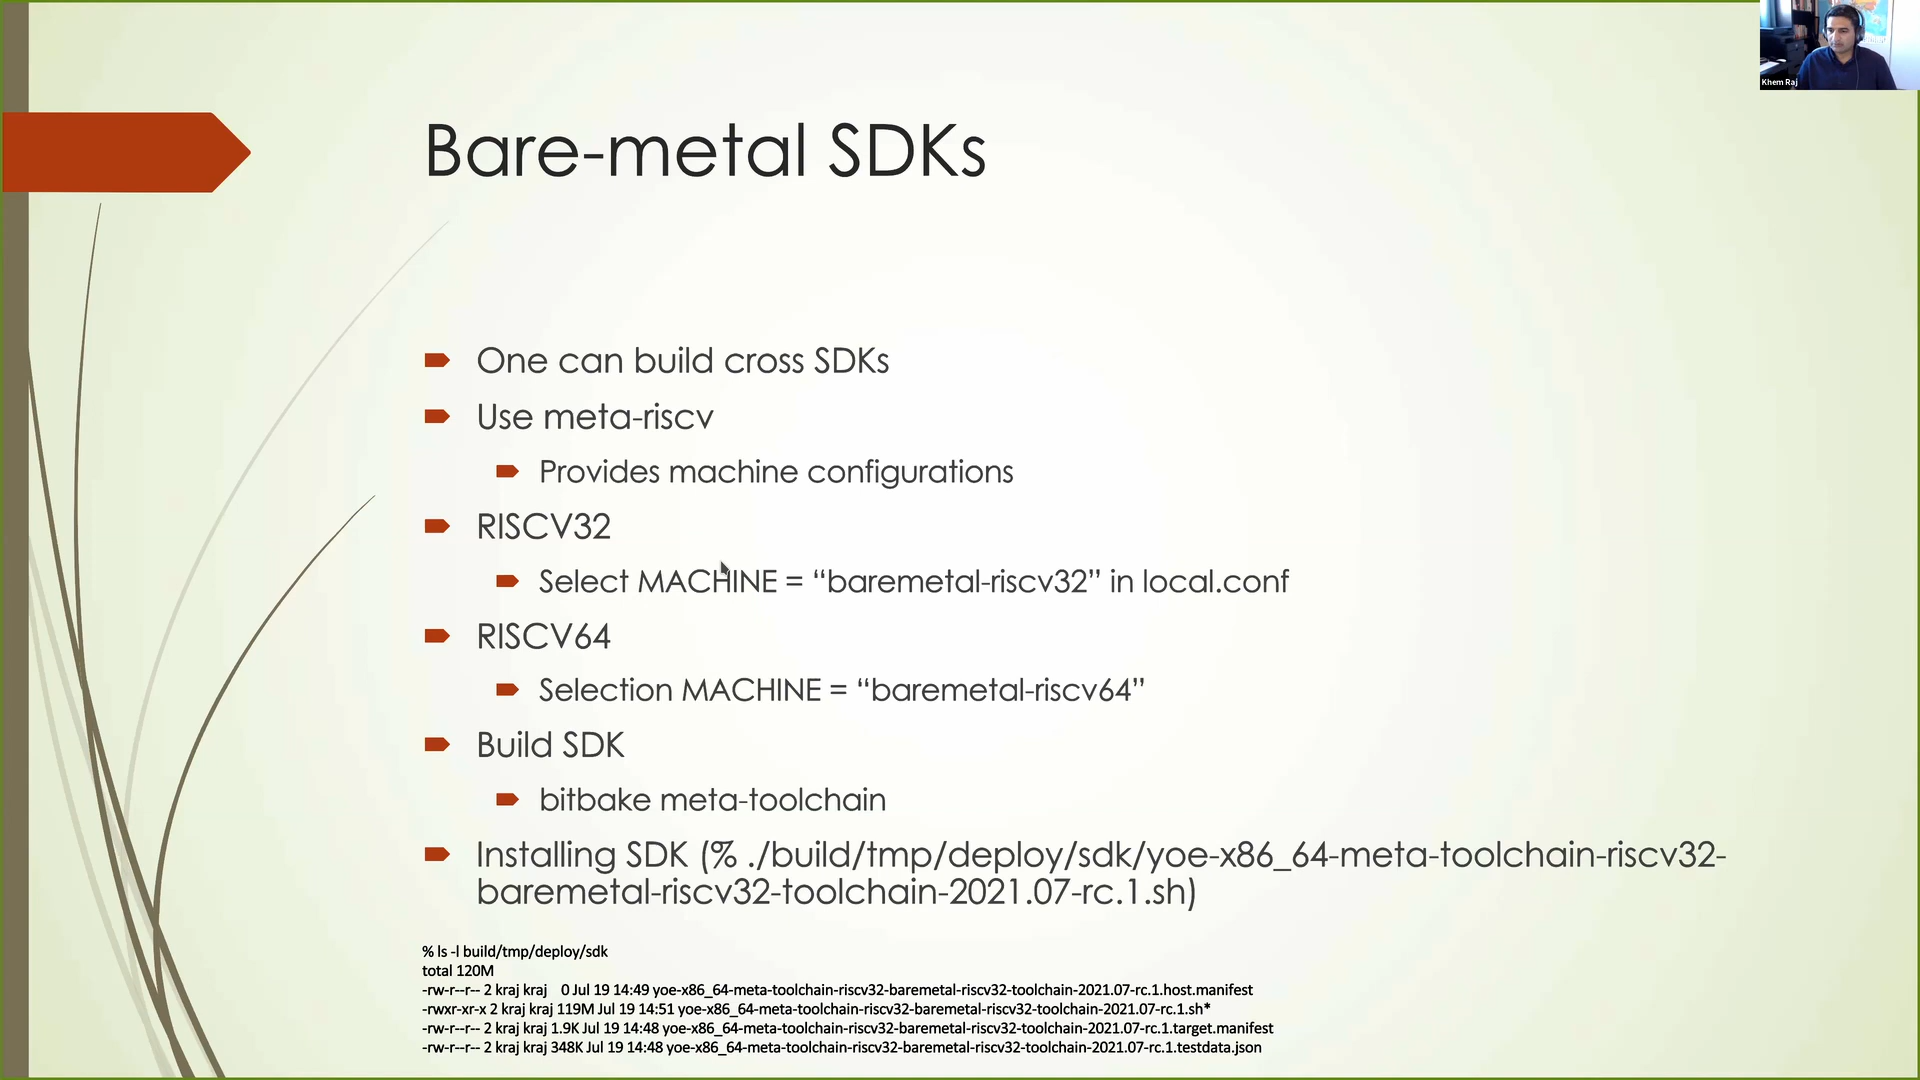 Khem Raj
Bare-metal SDKs
One can build cross SDKs
Use meta-riscv
Provides machine configurations
RISCV32
Select MACHINE = “baremetal-riscv32” in local.conf
RISCV64
Selection MACHINE = “baremetal-riscv64”
Build SDK
bitbake meta-toolchain
Installing SDK (% ./build/tmp/deploy/sdk/yoe-x86_64-meta-toolchain-riscv32-
baremetal-riscv32-toolchain-2021.07-rc.1.sh)
% ls -l build/tmp/deploy/sdk
total 120M
-rw-r--r-- 2 kraj kraj    0 Jul 19 14:49 yoe-x86_64-meta-toolchain-riscv32-baremetal-riscv32-toolchain-2021.07-rc.1.host.manifest
-rwxr-xr-x 2 kraj kraj 119M Jul 19 14:51 yoe-x86_64-meta-toolchain-riscv32-baremetal-riscv32-toolchain-2021.07-rc.1.sh*
-rw-r--r-- 2 kraj kraj 1.9K Jul 19 14:48 yoe-x86_64-meta-toolchain-riscv32-baremetal-riscv32-toolchain-2021.07-rc.1.target.manifest
-rw-r--r-- 2 kraj kraj 348K Jul 19 14:48 yoe-x86_64-meta-toolchain-riscv32-baremetal-riscv32-toolchain-2021.07-rc.1.testdata.json